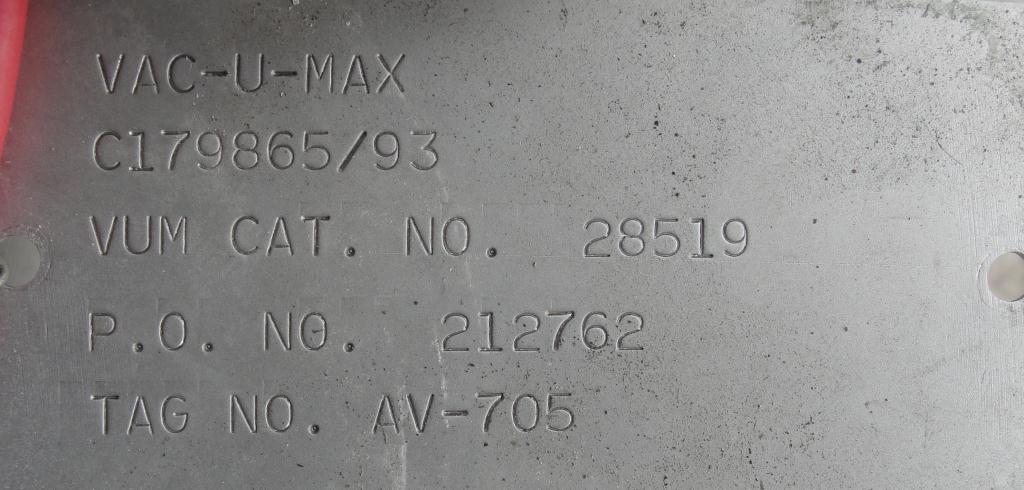 VAC-U-MAX
C179865/93
VUM CAT. NO. 28519
P.O. NO. 212762
TAG NO. AV-705